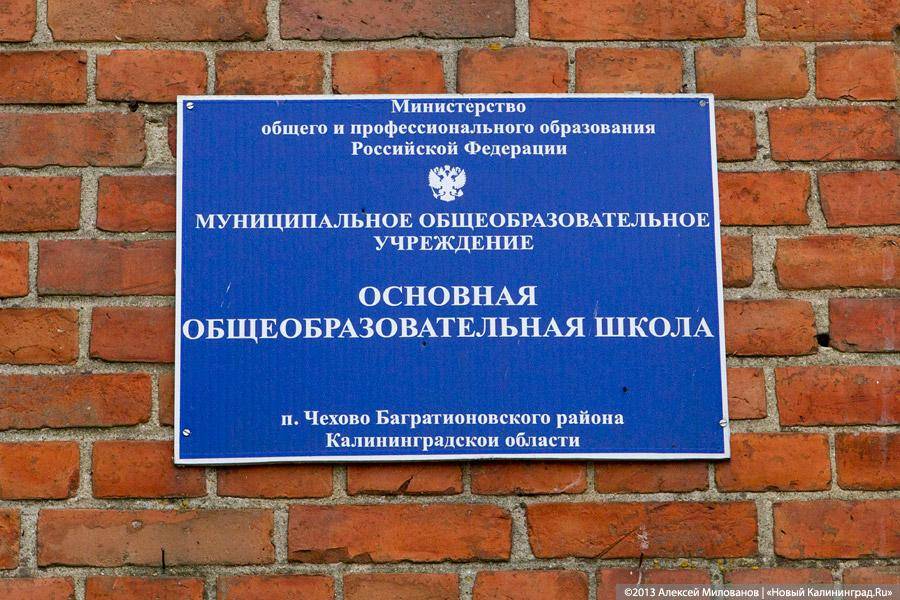 Министерство
общего и профессионального образования
Российской Федерации
МУНИЦИПАЛЬНОЕ ОБЩЕОБРАЗОВАТЕЛЬНОЕ
УЧРЕЖДЕНИЕ
ОСНОВНАЯ
ОБЩЕОБРАЗОВАТЕЛЬНАЯ ШКОЛА
п. Чехово Багратионовского района
Калининградскои области
©2013 Алексей Милованов | «Новый Калининград.Ru»